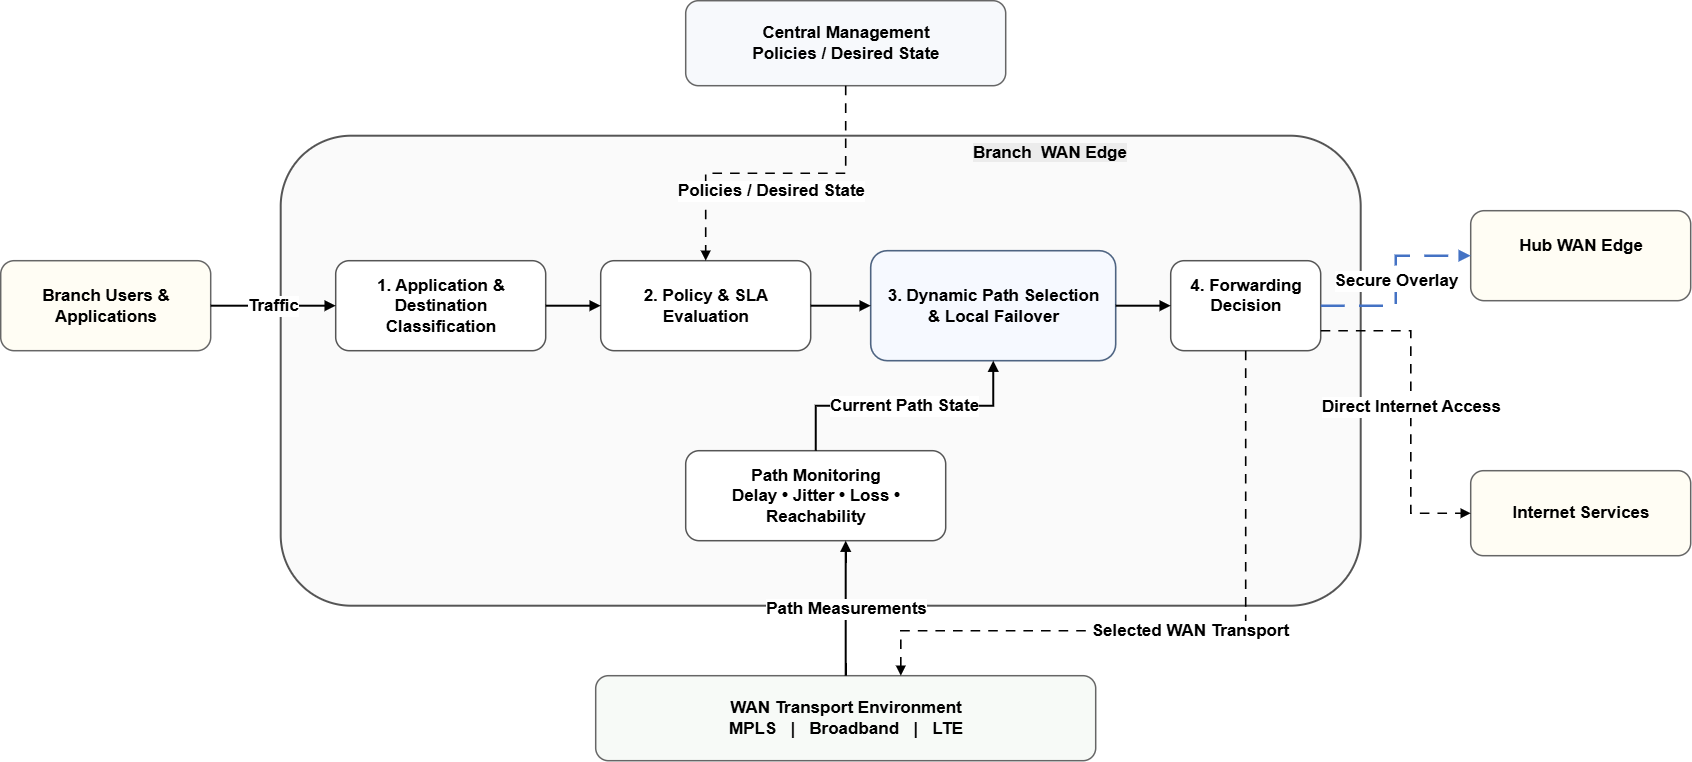 Central Management
Policies / Desired State
Branch  WAN Edge
Policies / Desired State
Branch Users &
Applications
Traffic
1. Application &
Destination
Classification
2. Policy & SLA
Evaluation
3. Dynamic Path Selection
& Local Failover
4. Forwarding
Decision
Secure Overlay
Hub WAN Edge
Direct Internet Access
Internet Services
Current Path State
Path Monitoring
Delay • Jitter • Loss •
Reachability
Path Measurements
Selected WAN Transport
WAN Transport Environment
MPLS   |   Broadband   |   LTE